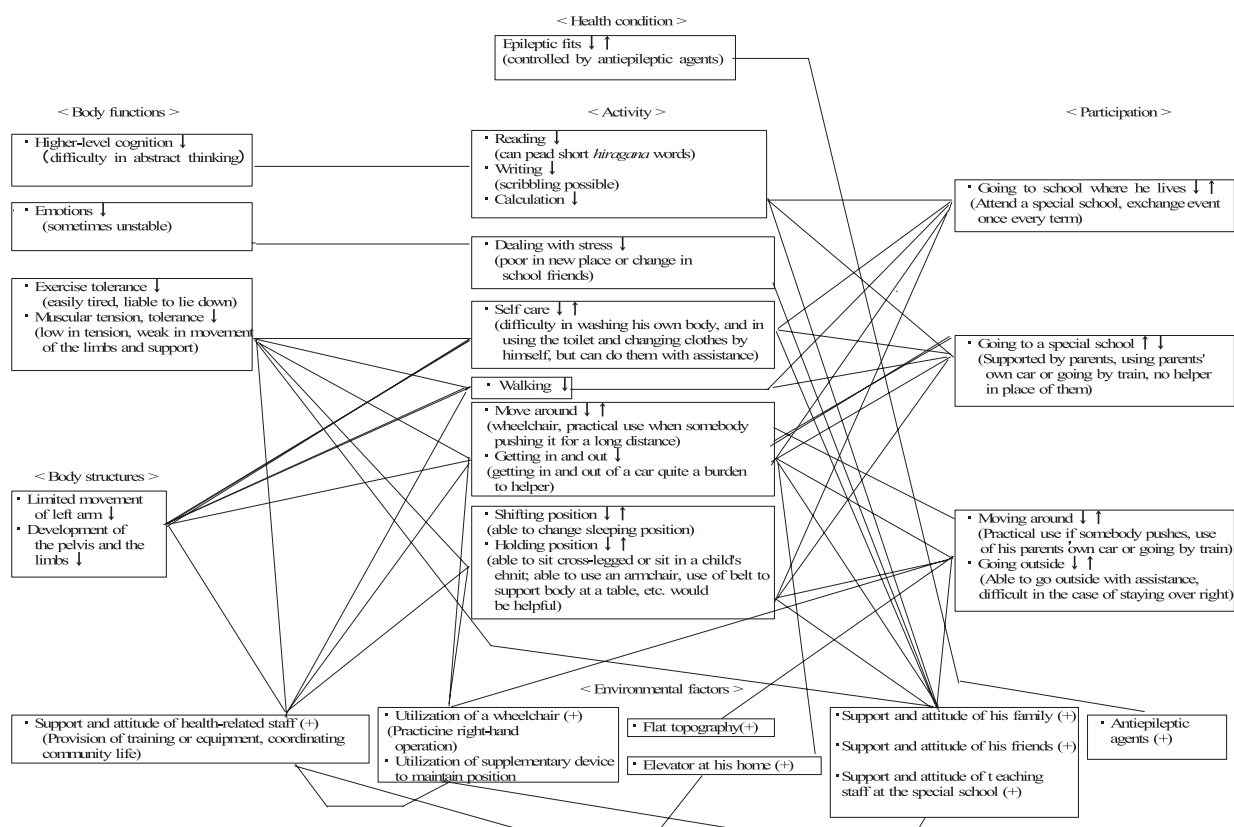 < Health condition >
Epileptic fits ↓ ↑
(controlled by antiepileptic agents)
< Body functions >
< Activity >
< Participation >
・ Higher-level cognition ↓
(difficulty in abstract thinking)
・ Emotions ↓
(sometimes unstable)
・ Exercise tolerance ↓
(easily tired, liable to lie down)
・ Muscular tension, tolerance ↓
(low in tension, weak in movement
of the limbs and support)
< Body structures >
・ Limited movement
of left arm ↓
・ Development of
the pelvis and the
limbs ↓
・ Reading ↓
(can pead short hiragana words)
・ Writing ↓
(scribbling possible)
・ Calculation ↓
・ Dealing with stress ↓
(poor in new place or change in
school friends)
・ Self care ↓ ↑
(difficulty in washing his own body, and in
using the toilet and changing clothes by
himself, but can do them with assistance)
・ Walking ↓
・ Move around ↓ ↑
(wheelchair, practical use when somebody
pushing it for a long distance)
・ Getting in and out ↓
(getting in and out of a car quite a burden
to helper)
・ Shifting position ↓ ↑
(able to change sleeping position)
・ Holding position ↓ ↑
(able to sit cross-legged or sit in a child's
ehnit; able to use an armchair, use of belt to
support body at a table, etc. would
be helpful)
・ Going to school where he lives ↓ ↑
(Attend a special school, exchange event
once every term)
・ Going to a special school ↑ ↓
(Supported by parents, using parents'
own car or going by train, no helper
in place of them)
・ Moving around ↓ ↑
(Practical use if somebody pushes, use
of his parents' own car or going by train)
・ Going outside ↓ ↑
(Able to go outside with assistance,
difficult in the case of staying over right)
< Environmental factors >
・ Support and attitude of health-related staff (+)
(Provision of training or equipment, coordinating
community life)
・ Utilization of a wheelchair (+)
(Practicine right-hand
operation)
・ Utilization of supplementary device
to maintain position
・ Flat topography(+)
・ Elevator at his home (+)
・Support and attitude of his family (+)
・Support and attitude of his friends (+)
・Support and attitude of t eaching
staff at the special school (+)
・ Antiepileptic
agents (+)